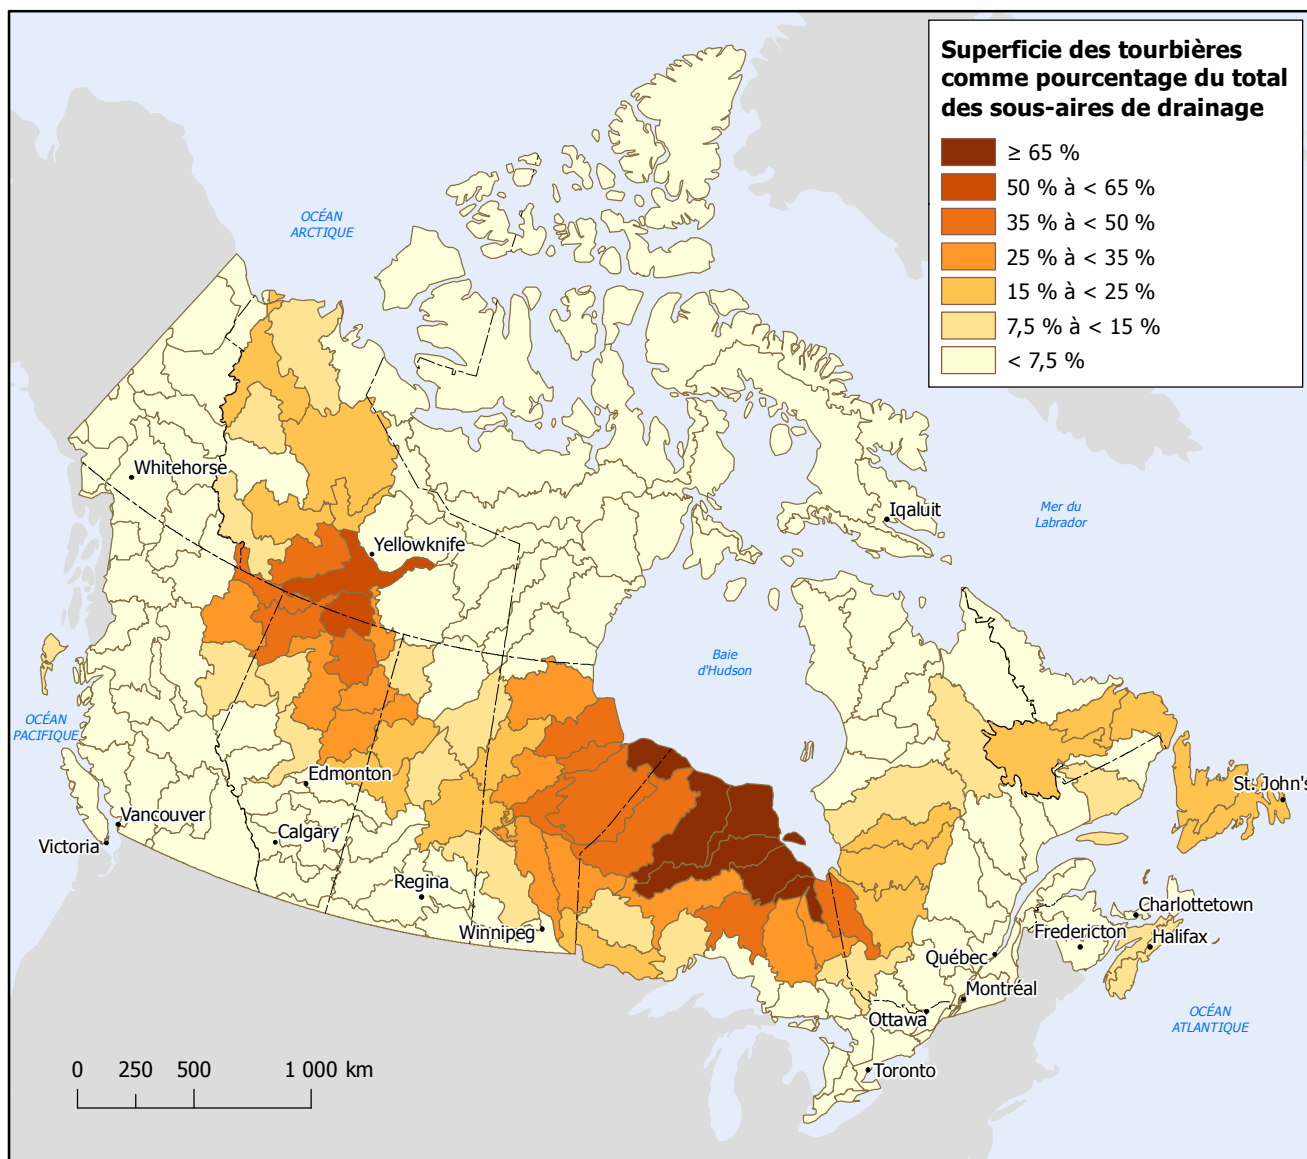 Superficie des tourbières
comme pourcentage du total
des sous-aires de drainage
≥ 65 %
50 % à < 65 %
35 % à < 50 %
25 % à < 35 %
15 % à < 25 %
7,5 % à < 15 %
< 7,5 %
OCÉAN
ARCTIQUE
Whitehorse
Iqaluit
Mer du
Labrador
Yellowknife
Baie
d'Hudson
OCÉAN
PACIFIQUE
Edmonton
St. John's
Vancouver
Calgary
Victoria
Regina
Charlottetown
Winnipeg
Fredericton
Halifax
Québec
Montréal
Ottawa
OCÉAN
ATLANTIQUE
Toronto
0 250 500 1 000 km